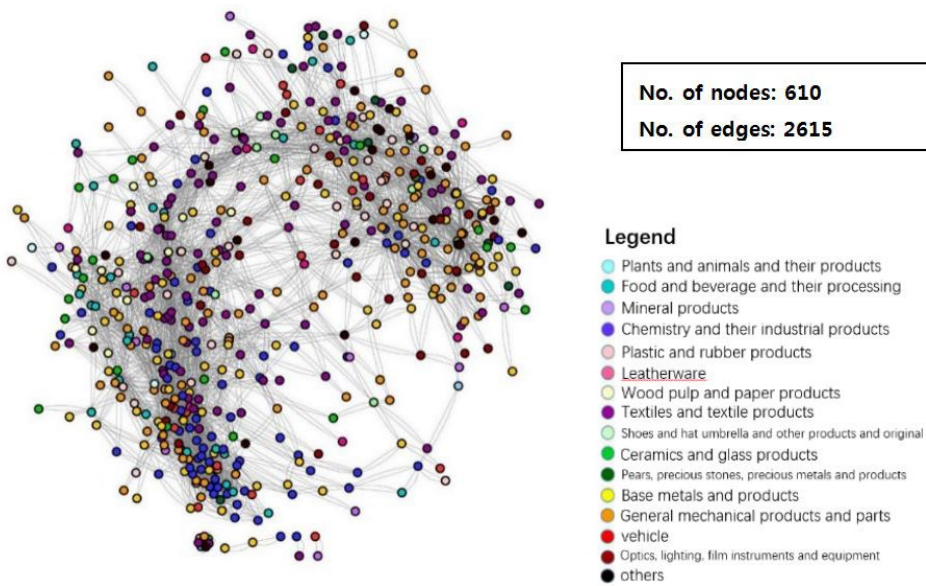 No. of nodes: 610
No. of edges: 2615
Legend
Plants and animals and their products
Food and beverage and their processing
Mineral products
Chemistry and their industrial products
Plastic and rubber products
Leatherware
Wood pulp and paper products
Textiles and textile products
Shoes and hat umbrella and other products and original
Ceramics and glass products
Pears, precious stones, precious metals and products
Base metals and products
General mechanical products and parts
vehicle
Optics, lighting, film instruments and equipment
others